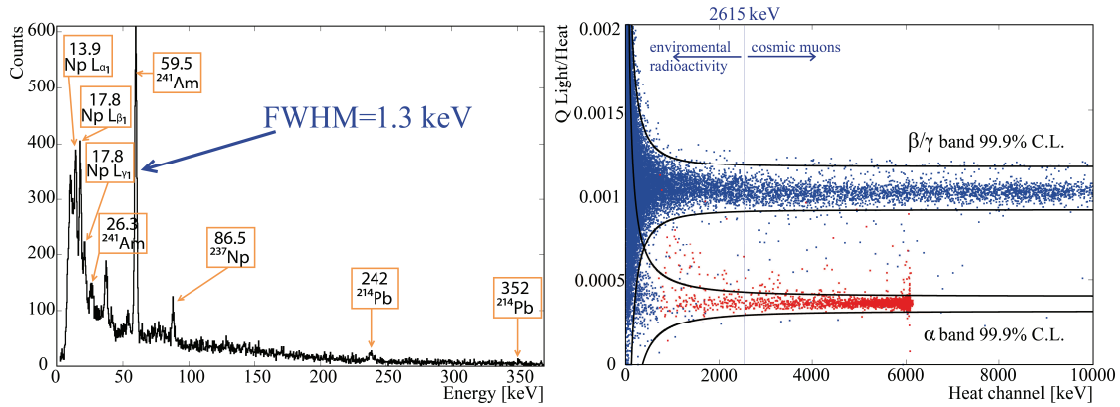 600
500
400
300
200
100
0
Counts
0
50
100
150
200
250
300
350
Energy [keV]
13.9
Np Lα1
17.8
Np Lβ1
17.8
Np Lγ1
26.3
241Am
59.5
241Am
FWHM=1.3 keV
86.5
237Np
242
214Pb
352
214Pb
2615 keV
enviromental
radioactivity
cosmic muons
0.002
0.0015
0.001
0.0005
0
Q Light/Heat
β/γ band 99.9% C.L.
α band 99.9% C.L.
0
2000
4000
6000
8000
10000
Heat channel [keV]